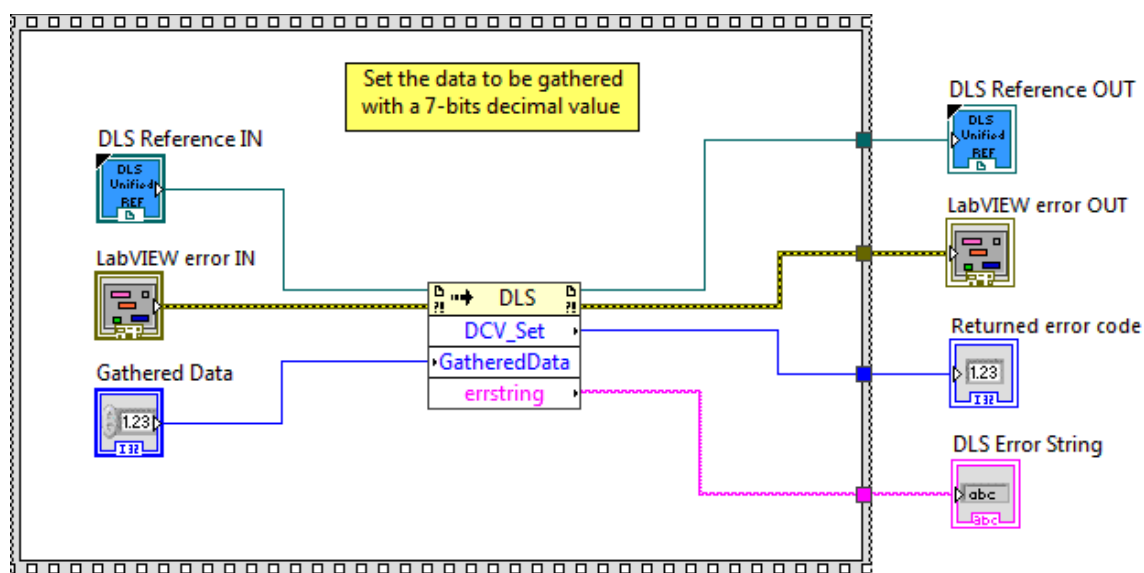 Set the data to be gathered
with a 7-bits decimal value
DLS Reference IN
DLS
Unified
REF
LabVIEW error IN
Gathered Data
1.23
I32
?! DLS ?!
DCV_Set
GatheredData
errstring
DLS Reference OUT
DLS
Unified
REF
LabVIEW error OUT
Returned error code
1.23
I32
DLS Error String
abc
abc